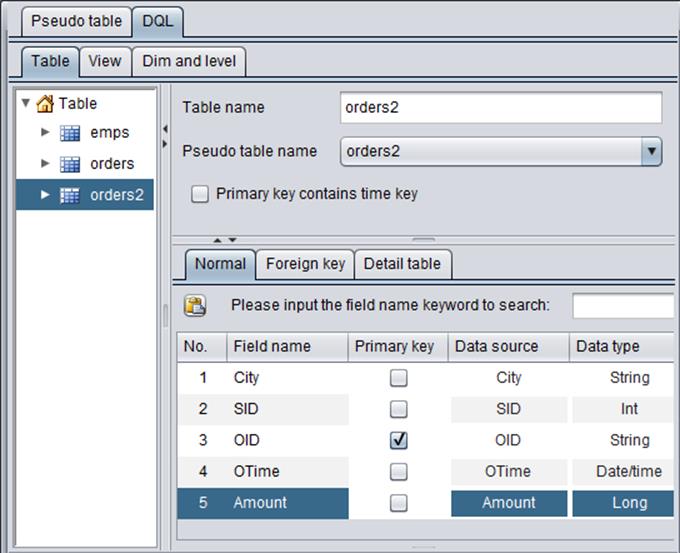 Pseudo table DQL
Table View Dim and level
Table
emps
orders
orders2
Table name orders2
Pseudo table name orders2
Primary key contains time key
Normal Foreign key Detail table
Please input the field name keyword to search:
No. Field name Primary key Data source Data type
1 City City String
2 SID SID Int
3 OID OID String
4 OTime OTime Date/time
5 Amount Amount Long